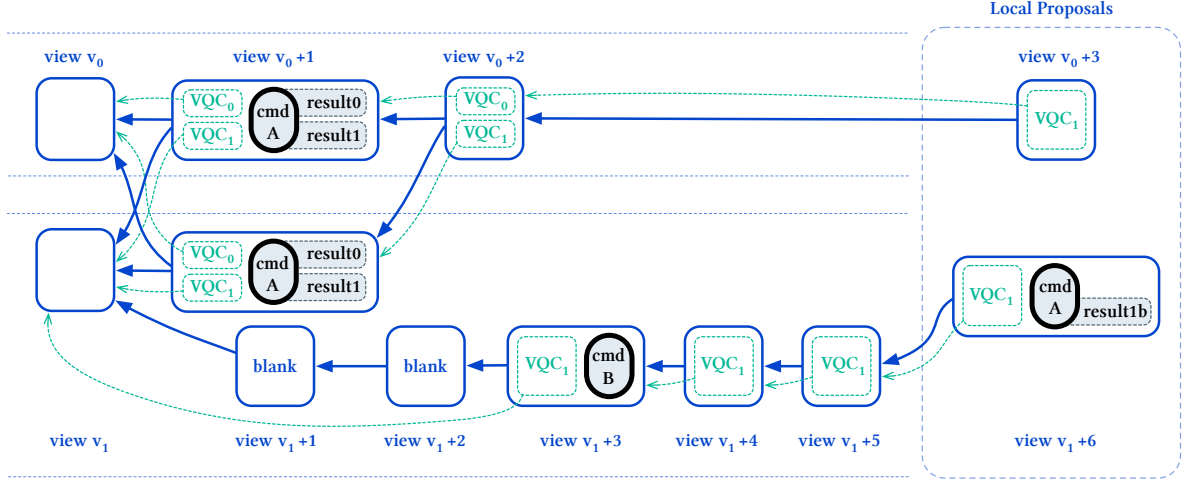 Local Proposals
view v0
view v0 +1
view v0 +2
view v0 +3
VQC0
VQC1
cmd
A
result0
result1
VQC0
VQC1
VQC1
VQC0
VQC1
cmd
A
result0
result1
VQC1
cmd
A
result1b
blank
blank
VQC1
cmd
B
VQC1
VQC1
view v1
view v1 +1
view v1 +2
view v1 +3
view v1 +4
view v1 +5
view v1 +6